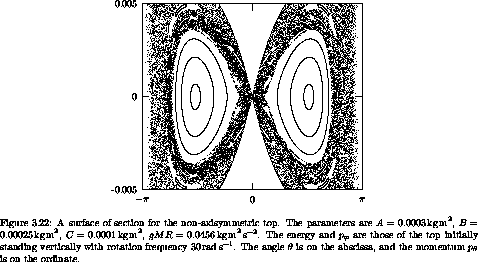 0.005
0
-0.005
−π
0
π
Figure 3.22: A surface of section for the non-axisymmetric top. The parameters are A = 0.0003 kg m², B =
0.00025 kg m², C = 0.0001 kg m², gMR = 0.0456 kg m² s⁻². The energy and pφ are those of the top initially
standing vertically with rotation frequency 30 rad s⁻¹. The angle θ is on the abscissa, and the momentum pθ
is on the ordinate.